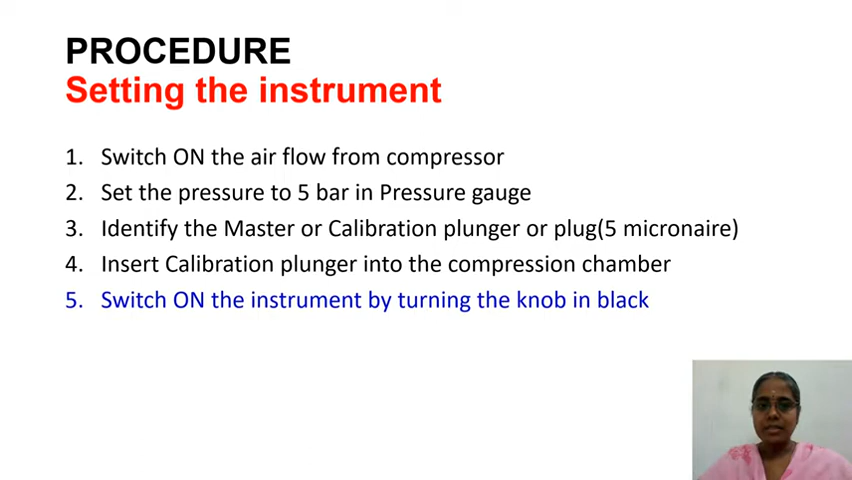 PROCEDURE
Setting the instrument
1. Switch ON the air flow from compressor
2. Set the pressure to 5 bar in Pressure gauge
3. Identify the Master or Calibration plunger or plug(5 micronaire)
4. Insert Calibration plunger into the compression chamber
5. Switch ON the instrument by turning the knob in black